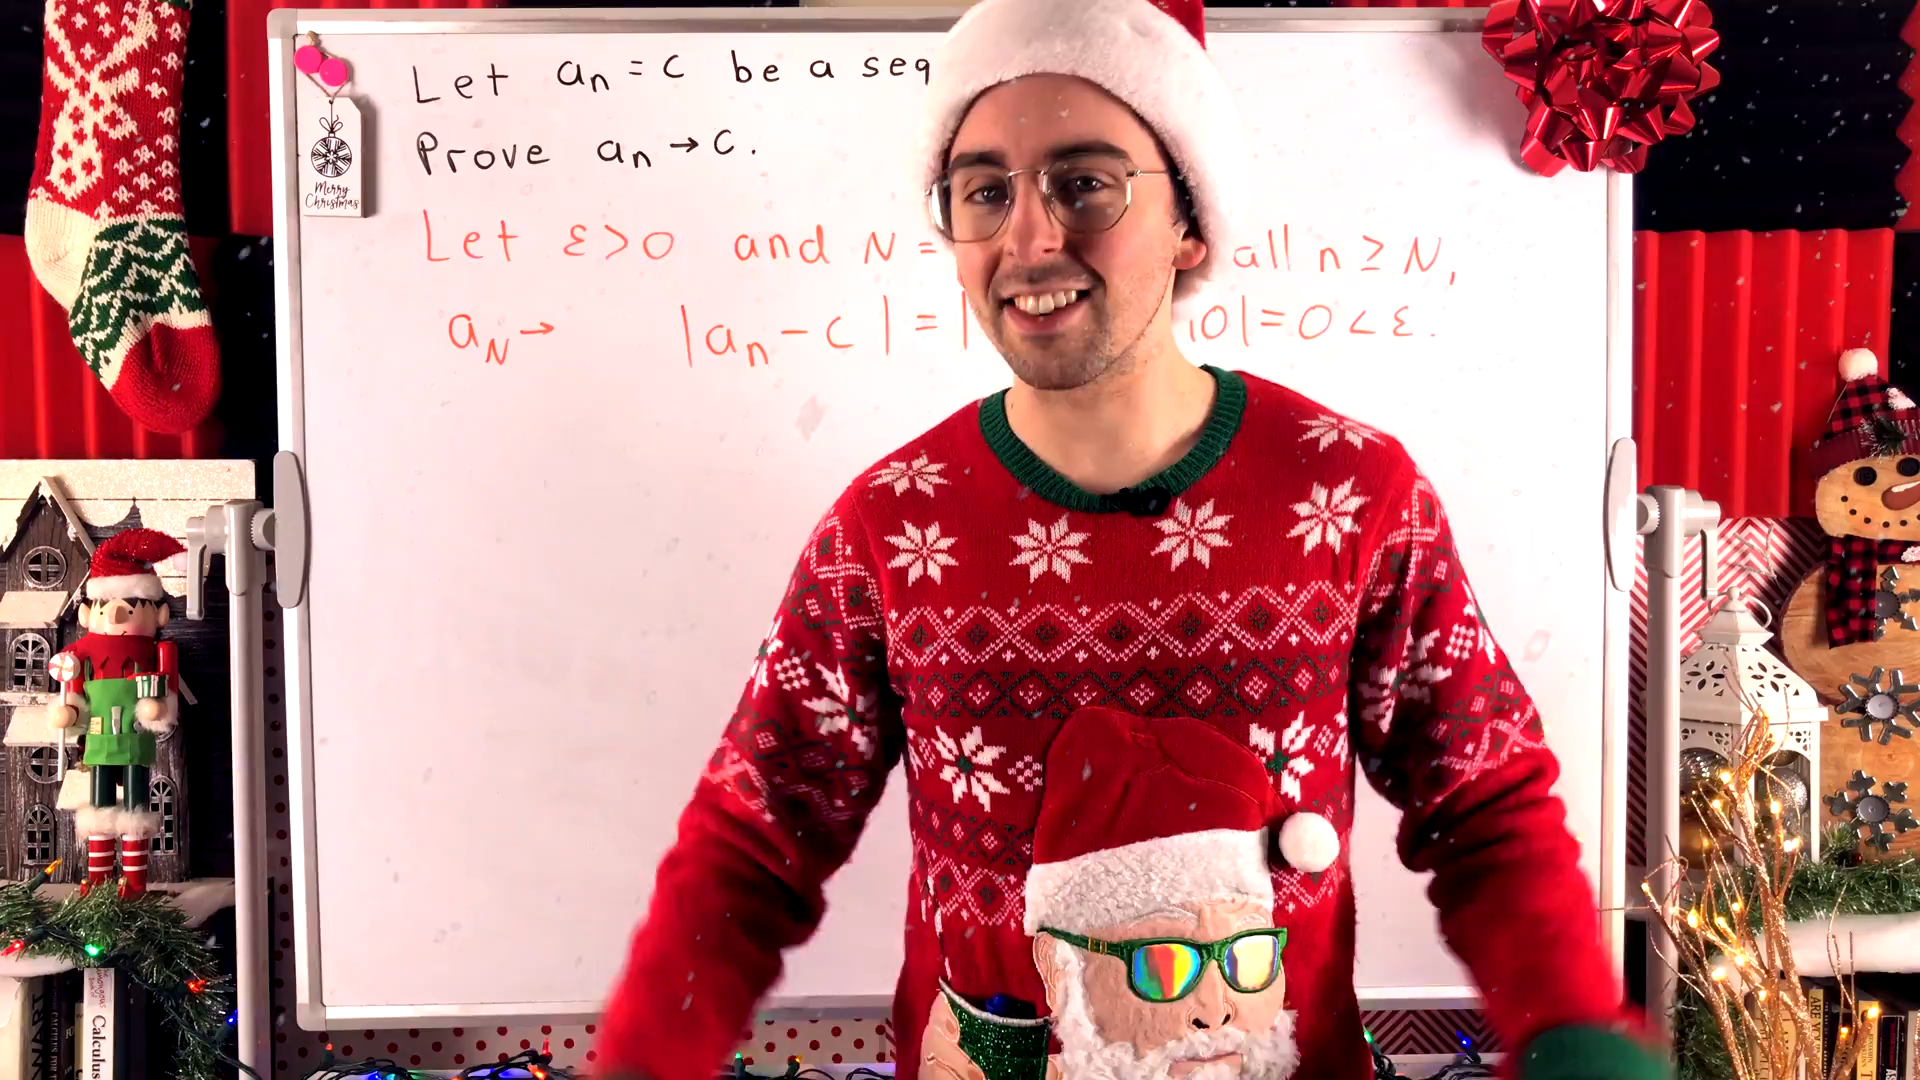 Let aₙ = c be a seq
Prove aₙ → c.
Let ε > 0 and N = all n ≥ N,
a_N → |aₙ - c| = | |0| = 0 < ε.
Merry
Christmas
Calculus